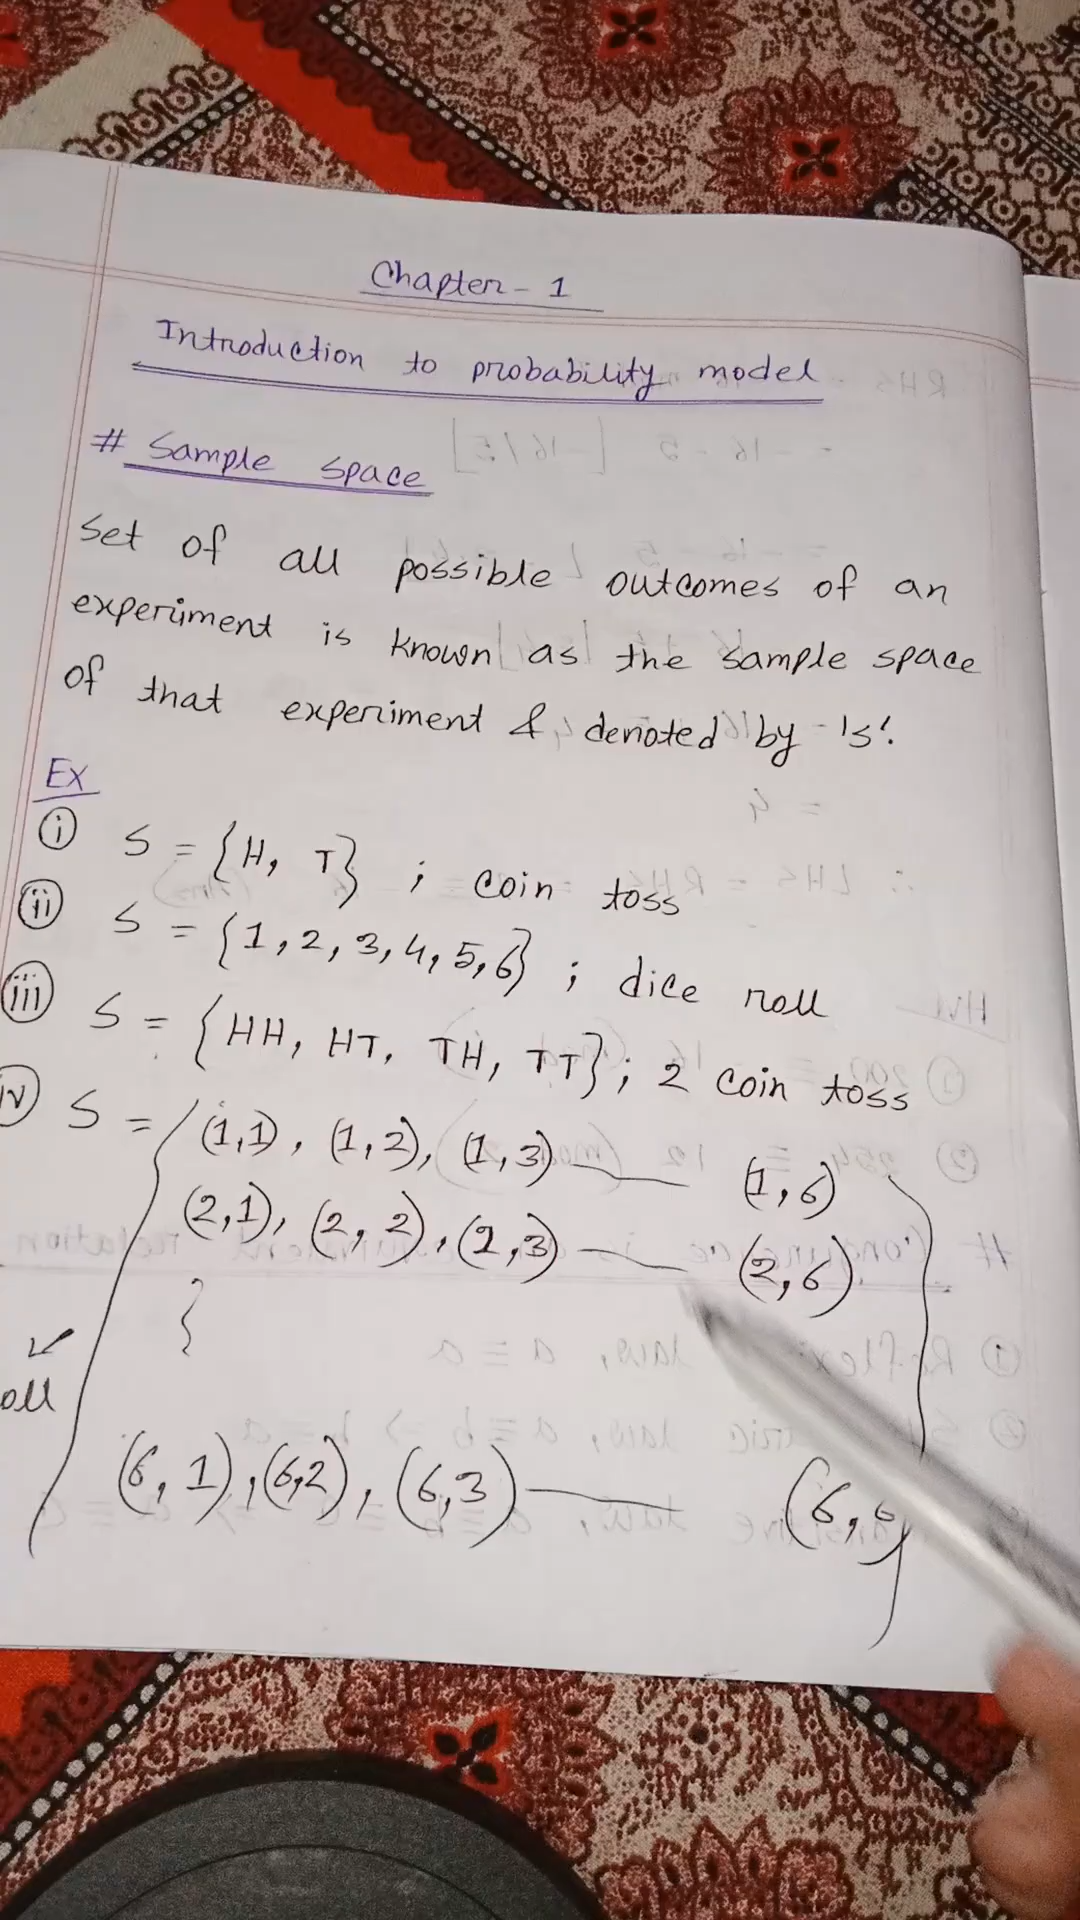 Chapter - 1
Introduction to probability model
# Sample space
Set of all possible outcomes of an
experiment is known as the sample space
of that experiment & denoted by 's'.
Ex
(i) S = {H, T} ; coin toss
(ii) S = {1, 2, 3, 4, 5, 6} ; dice roll
(iii) S = {HH, HT, TH, TT} ; 2 coin toss
(iv) S = (1,1), (1,2), (1,3) — (1,6)
(2,1), (2,2), (2,3) — (2,6)
(6,1), (6,2), (6,3) — (6,6